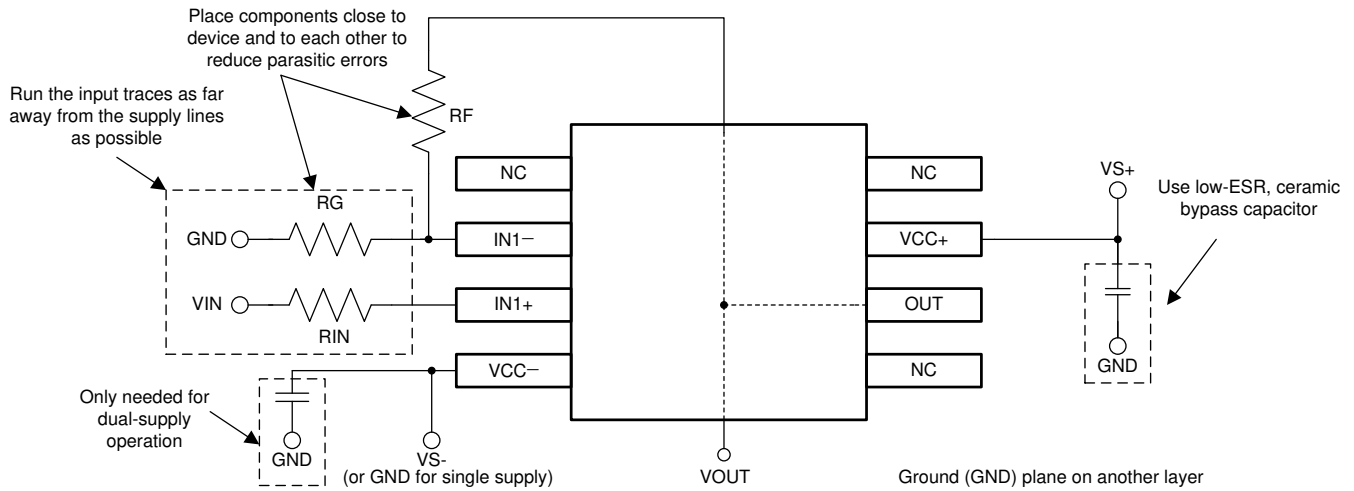 Place components close to
device and to each other to
reduce parasitic errors
Run the input traces as far
away from the supply lines
as possible
RF
NC
NC
VS+
Use low-ESR, ceramic
bypass capacitor
RG
GND
IN1−
VCC+
VIN
IN1+
OUT
RIN
GND
VCC−
NC
Only needed for
dual-supply
operation
GND
VS-
(or GND for single supply)
VOUT
Ground (GND) plane on another layer